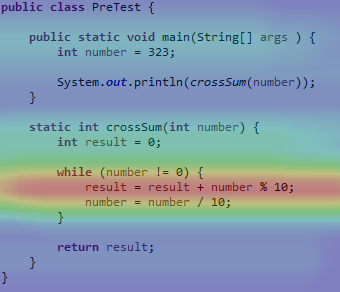 public class PreTest {
public static void main(String[] args ) {
int number = 323;
System.out.println(crossSum(number));
}
static int crossSum(int number) {
int result = 0;
while (number != 0) {
result = result + number % 10;
number = number / 10;
}
return result;
}
}